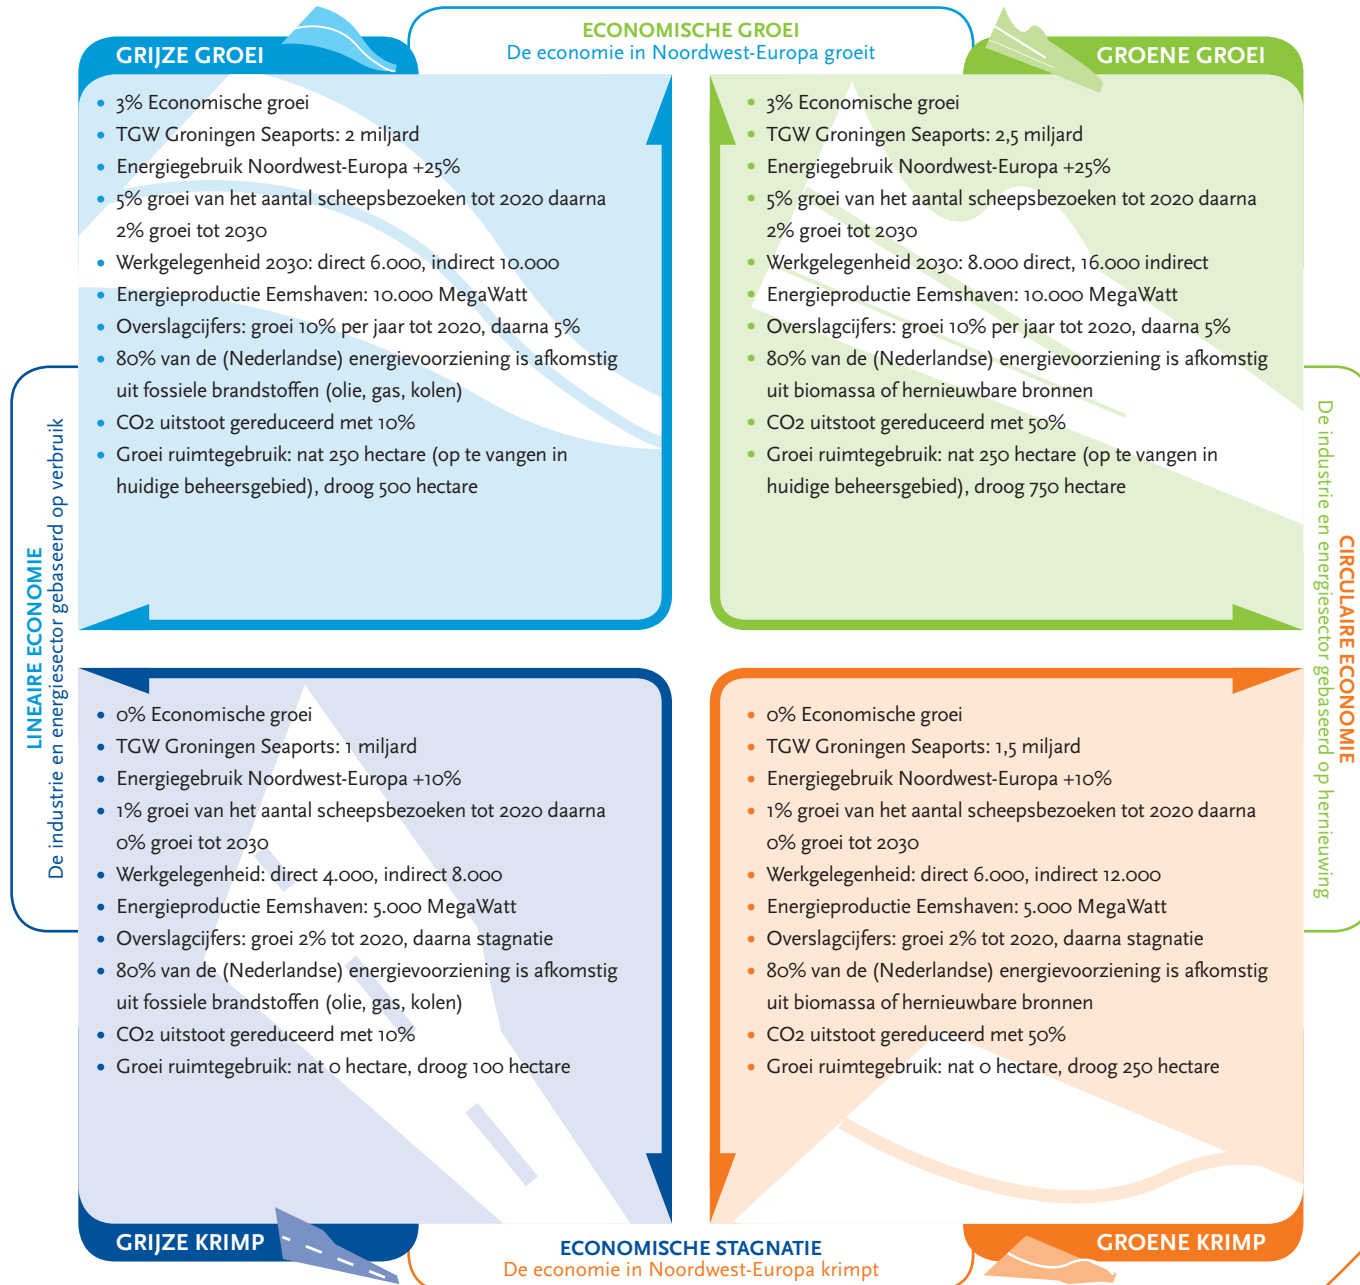 ECONOMISCHE GROEI
De economie in Noordwest-Europa groeit
GRIJZE GROEI
• 3% Economische groei
• TGW Groningen Seaports: 2 miljard
• Energiegebruik Noordwest-Europa +25%
• 5% groei van het aantal scheepsbezoeken tot 2020 daarna
2% groei tot 2030
• Werkgelegenheid 2030: direct 6.000, indirect 10.000
• Energieproductie Eemshaven: 10.000 MegaWatt
• Overslagcijfers: groei 10% per jaar tot 2020, daarna 5%
• 80% van de (Nederlandse) energievoorziening is afkomstig
uit fossiele brandstoffen (olie, gas, kolen)
• CO2 uitstoot gereduceerd met 10%
• Groei ruimtegebruik: nat 250 hectare (op te vangen in
huidige beheersgebied), droog 500 hectare
GROENE GROEI
• 3% Economische groei
• TGW Groningen Seaports: 2,5 miljard
• Energiegebruik Noordwest-Europa +25%
• 5% groei van het aantal scheepsbezoeken tot 2020 daarna
2% groei tot 2030
• Werkgelegenheid 2030: 8.000 direct, 16.000 indirect
• Energieproductie Eemshaven: 10.000 MegaWatt
• Overslagcijfers: groei 10% per jaar tot 2020, daarna 5%
• 80% van de (Nederlandse) energievoorziening is afkomstig
uit biomassa of hernieuwbare bronnen
• CO2 uitstoot gereduceerd met 50%
• Groei ruimtegebruik: nat 250 hectare (op te vangen in
huidige beheersgebied), droog 750 hectare
LINEAIRE ECONOMIE
De industrie en energiesector gebaseerd op verbruik
CIRCULAIRE ECONOMIE
De industrie en energiesector gebaseerd op hernieuwing
• 0% Economische groei
• TGW Groningen Seaports: 1 miljard
• Energiegebruik Noordwest-Europa +10%
• 1% groei van het aantal scheepsbezoeken tot 2020 daarna
0% groei tot 2030
• Werkgelegenheid: direct 4.000, indirect 8.000
• Energieproductie Eemshaven: 5.000 MegaWatt
• Overslagcijfers: groei 2% tot 2020, daarna stagnatie
• 80% van de (Nederlandse) energievoorziening is afkomstig
uit fossiele brandstoffen (olie, gas, kolen)
• CO2 uitstoot gereduceerd met 10%
• Groei ruimtegebruik: nat 0 hectare, droog 100 hectare
GRIJZE KRIMP
• 0% Economische groei
• TGW Groningen Seaports: 1,5 miljard
• Energiegebruik Noordwest-Europa +10%
• 1% groei van het aantal scheepsbezoeken tot 2020 daarna
0% groei tot 2030
• Werkgelegenheid: direct 6.000, indirect 12.000
• Energieproductie Eemshaven: 5.000 MegaWatt
• Overslagcijfers: groei 2% tot 2020, daarna stagnatie
• 80% van de (Nederlandse) energievoorziening is afkomstig
uit biomassa of hernieuwbare bronnen
• CO2 uitstoot gereduceerd met 50%
• Groei ruimtegebruik: nat 0 hectare, droog 250 hectare
GROENE KRIMP
ECONOMISCHE STAGNATIE
De economie in Noordwest-Europa krimpt